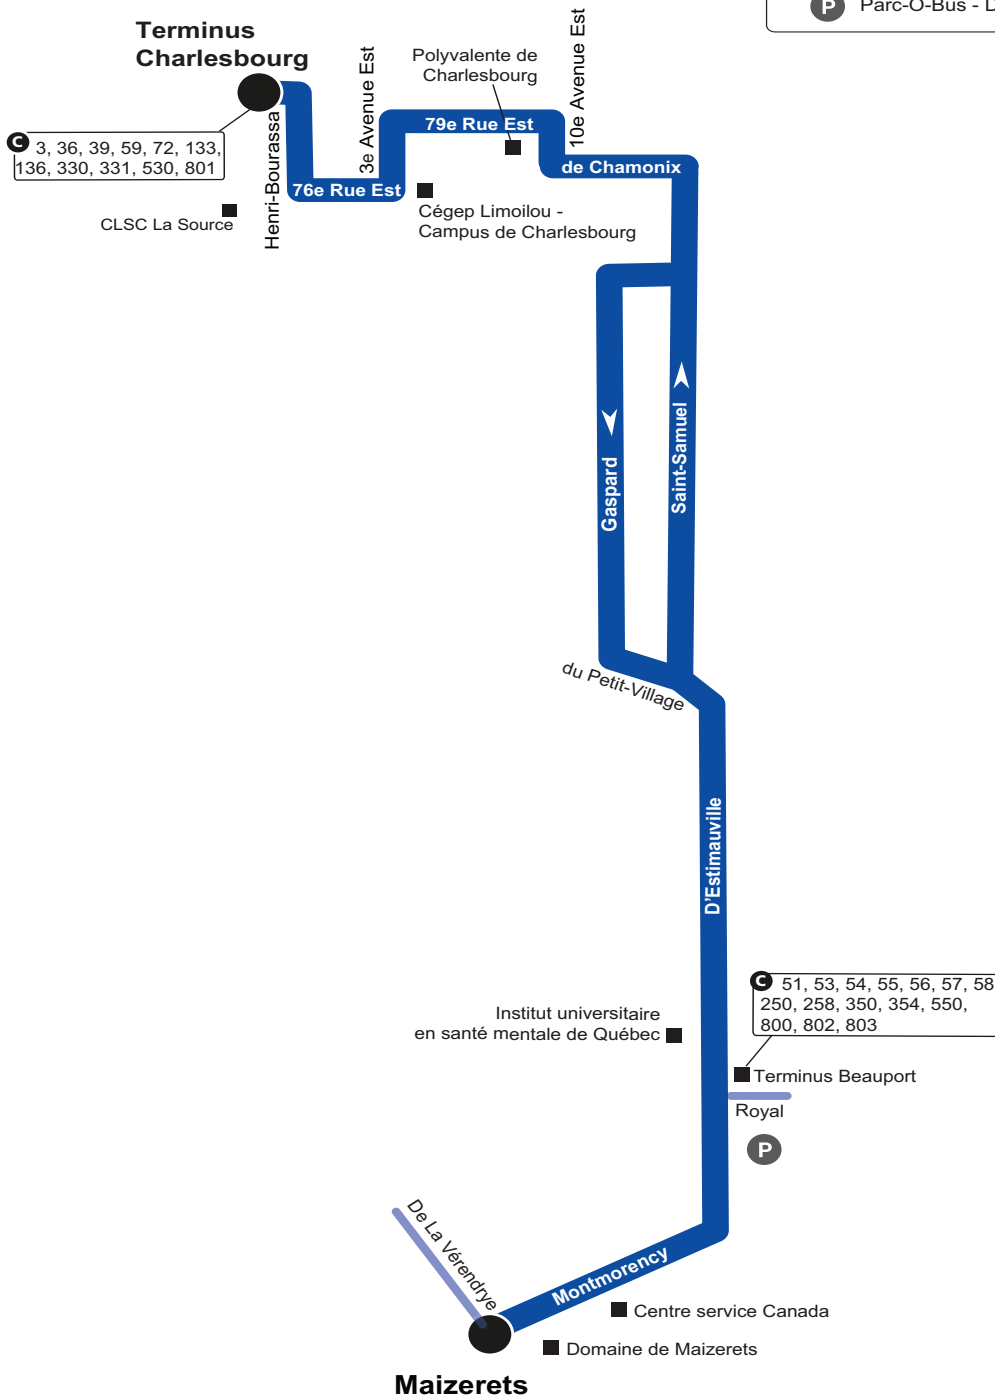 P Parc-O-Bus - D
Terminus
Charlesbourg
3e Avenue Est
Polyvalente de
Charlesbourg
10e Avenue Est
79e Rue Est
C 3, 36, 39, 59, 72, 133,
136, 330, 331, 530, 801
Henri-Bourassa
76e Rue Est
de Chamonix
CLSC La Source
Cégep Limoilou -
Campus de Charlesbourg
Gaspard
Saint-Samuel
du Petit-Village
D'Estimauville
C 51, 53, 54, 55, 56, 57, 58
250, 258, 350, 354, 550,
800, 802, 803
Institut universitaire
en santé mentale de Québec
Terminus Beauport
Royal
P
De La Vérendrye
Montmorency
Centre service Canada
Domaine de Maizerets
Maizerets